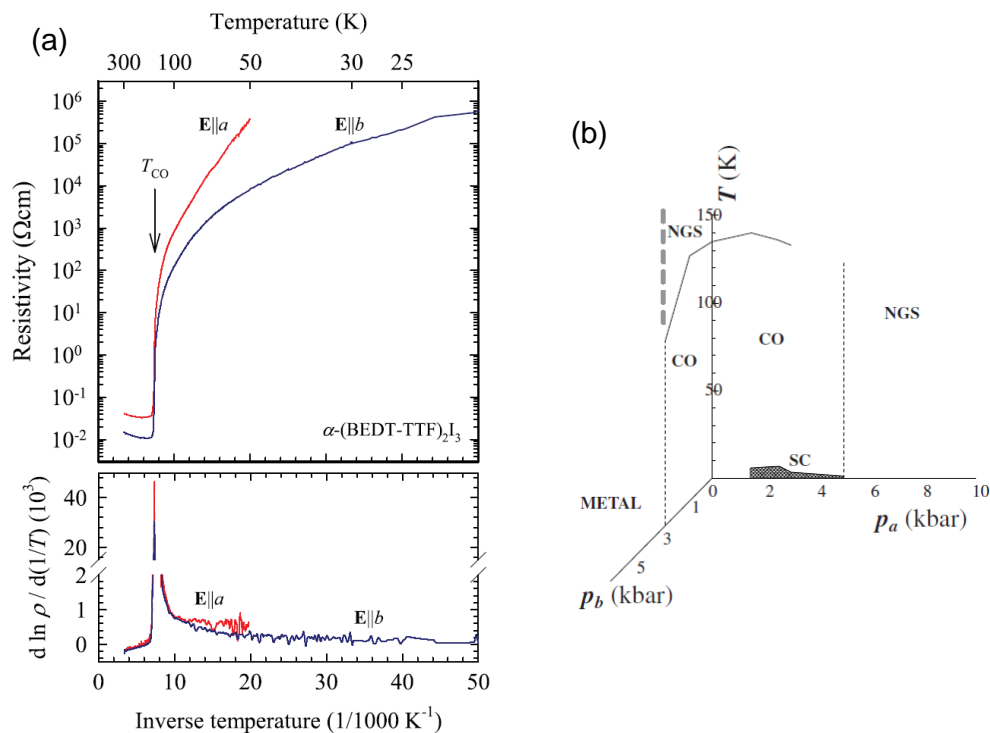 (a)
Temperature (K)
300 100 50 30 25
10^6
10^5
10^4
10^3
10^2
10^1
10^0
10^-1
10^-2
Resistivity (Ωcm)
E||a
E||b
T_CO
α-(BEDT-TTF)_2I_3
40
20
2
1
0
d ln ρ / d(1/T) (10^3)
E||a
E||b
0 10 20 30 40 50
Inverse temperature (1/1000 K^-1)
(b)
T (K)
150
NGS
100
NGS
CO
CO
50
SC
METAL
0 2 4 6 8 10
1
p_a (kbar)
3
5
p_b (kbar)